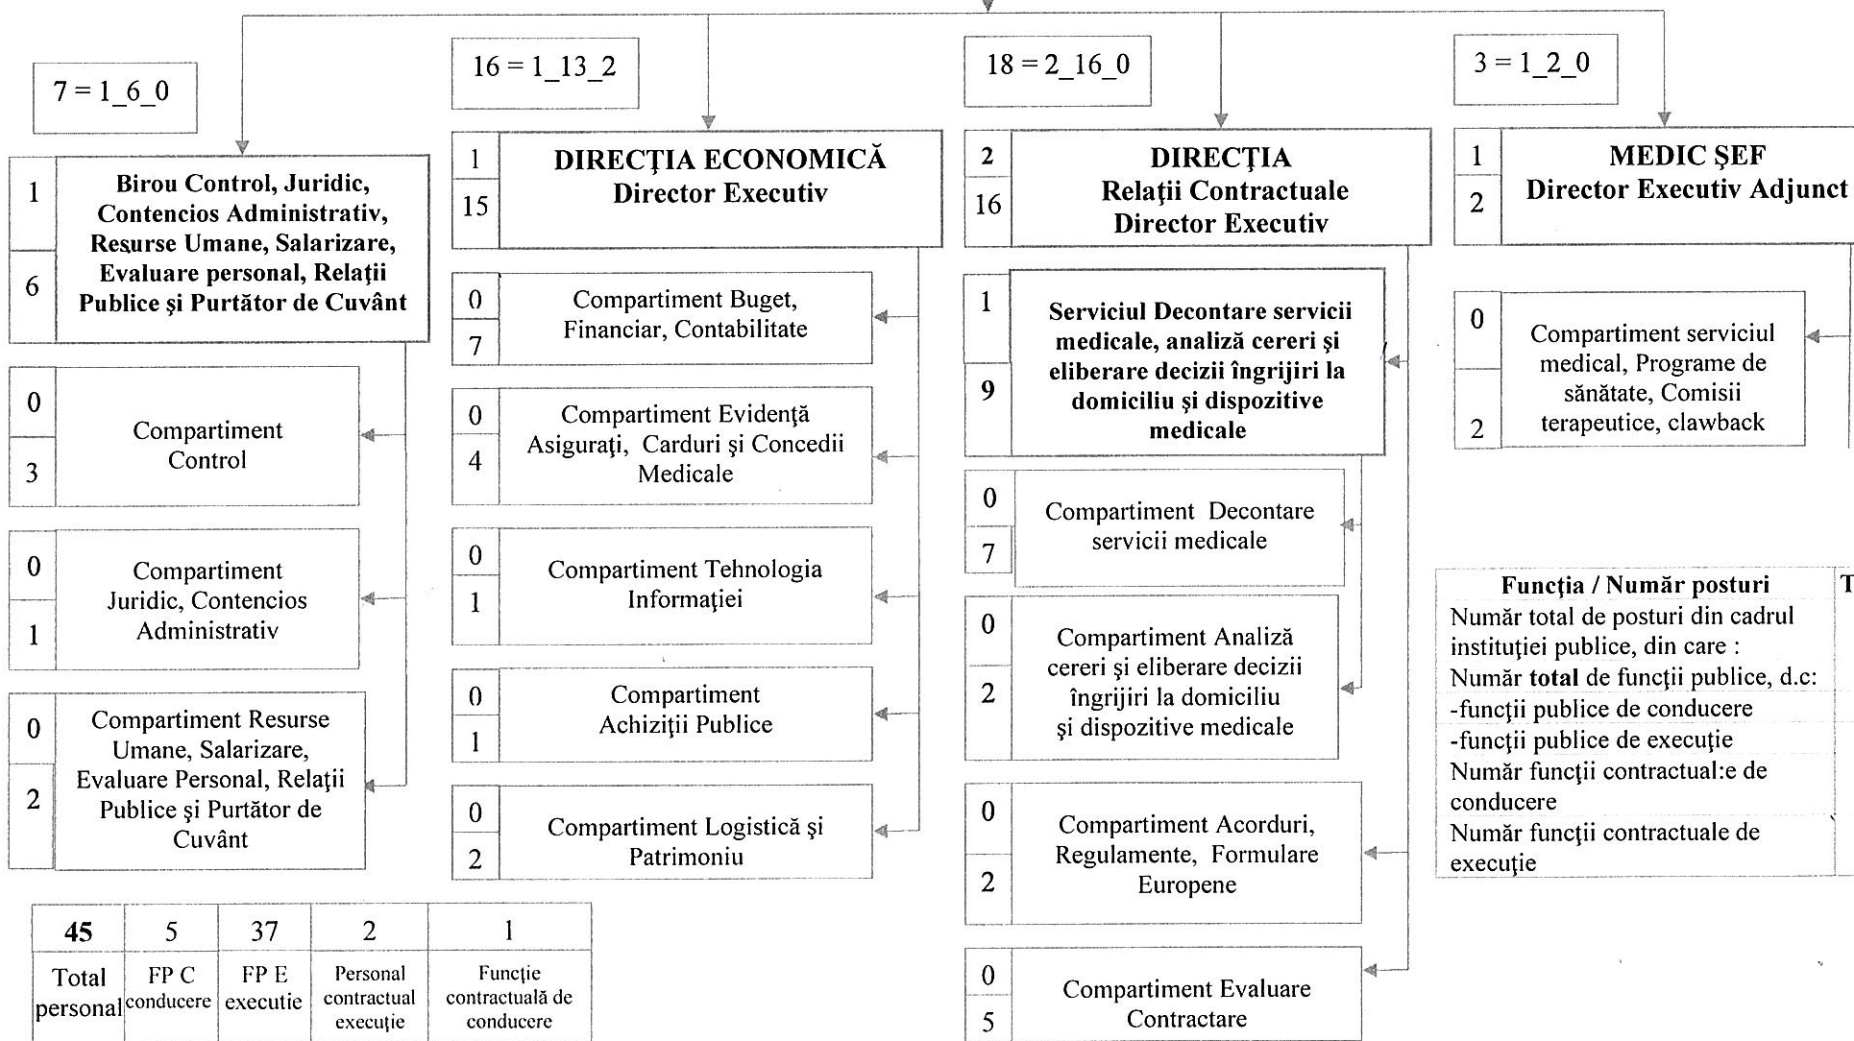 7 = 1_6_0
1
6
Birou Control, Juridic,
Contencios Administrativ,
Resurse Umane, Salarizare,
Evaluare personal, Relaţii
Publice şi Purtător de Cuvânt
0
3
Compartiment
Control
0
1
Compartiment
Juridic, Contencios
Administrativ
0
2
Compartiment Resurse
Umane, Salarizare,
Evaluare Personal, Relaţii
Publice şi Purtător de
Cuvânt
16 = 1_13_2
1
15
DIRECŢIA ECONOMICĂ
Director Executiv
0
7
Compartiment Buget,
Financiar, Contabilitate
0
4
Compartiment Evidenţă
Asiguraţi, Carduri şi Concedii
Medicale
0
1
Compartiment Tehnologia
Informaţiei
0
1
Compartiment
Achiziţii Publice
0
2
Compartiment Logistică şi
Patrimoniu
18 = 2_16_0
2
16
DIRECŢIA
Relaţii Contractuale
Director Executiv
1
9
Serviciul Decontare servicii
medicale, analiză cereri şi
eliberare decizii îngrijiri la
domiciliu şi dispozitive
medicale
0
7
Compartiment Decontare
servicii medicale
0
2
Compartiment Analiză
cereri şi eliberare decizii
îngrijiri la domiciliu
şi dispozitive medicale
0
2
Compartiment Acorduri,
Regulamente, Formulare
Europene
0
5
Compartiment Evaluare
Contractare
3 = 1_2_0
1
2
MEDIC ŞEF
Director Executiv Adjunct
0
2
Compartiment serviciul
medical, Programe de
sănătate, Comisii
terapeutice, clawback
Funcţia / Număr posturi T
Număr total de posturi din cadrul
instituţiei publice, din care :
Număr total de funcţii publice, d.c:
-funcţii publice de conducere
-funcţii publice de execuţie
Număr funcţii contractual:e de
conducere
Număr funcţii contractuale de
execuţie
45 5 37 2 1
Total
personal
FP C
conducere
FP E
executie
Personal
contractual
execuţie
Funcţie
contractuală de
conducere